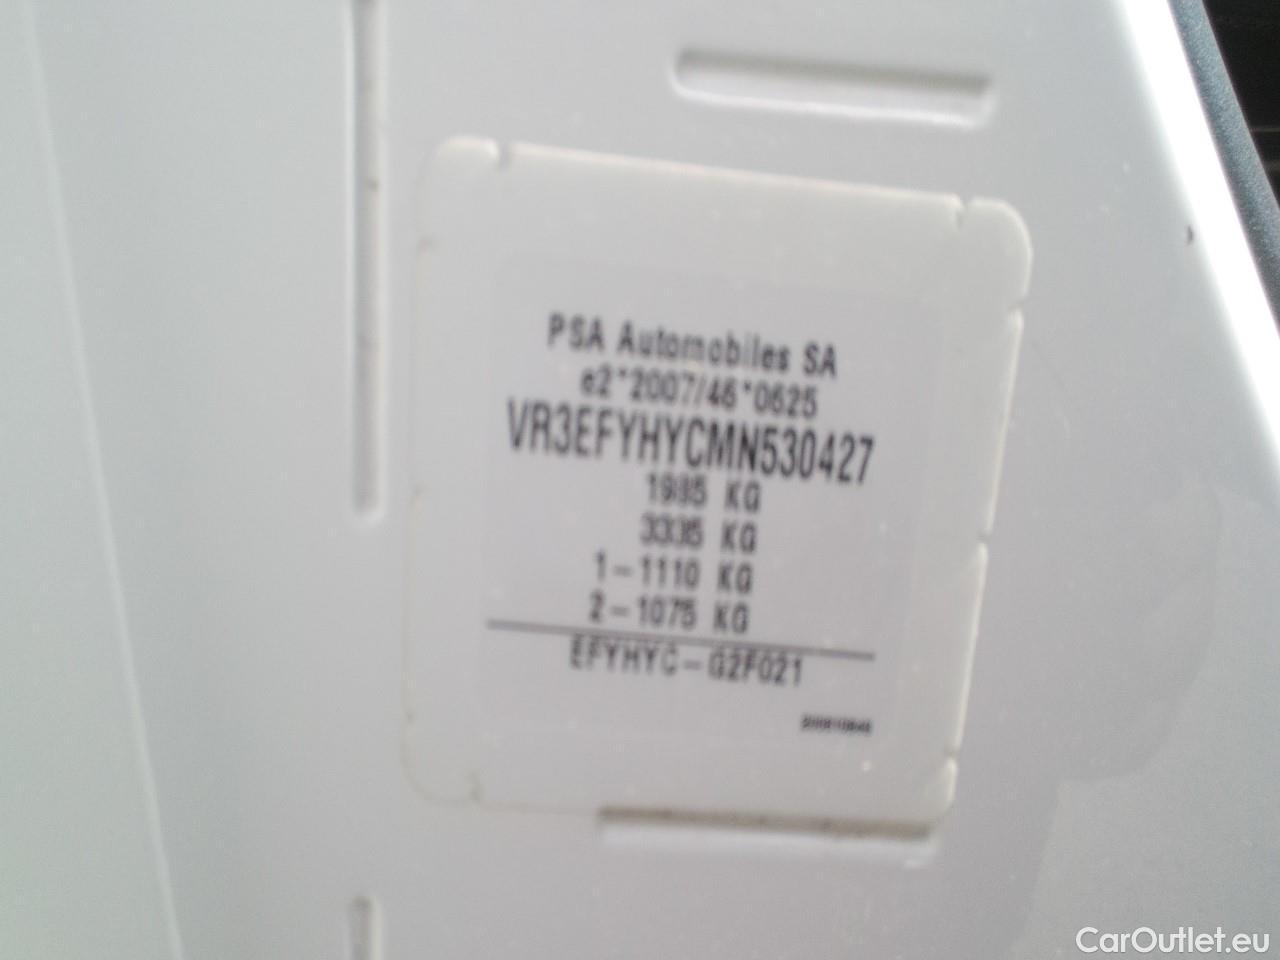 PSA Automobiles SA
e2*2007/46*0625
VR3EFYHYCMN530427
1985 KG
3335 KG
1-1110 KG
2-1075 KG
EFYHYC-G2F021
CarOutlet.eu